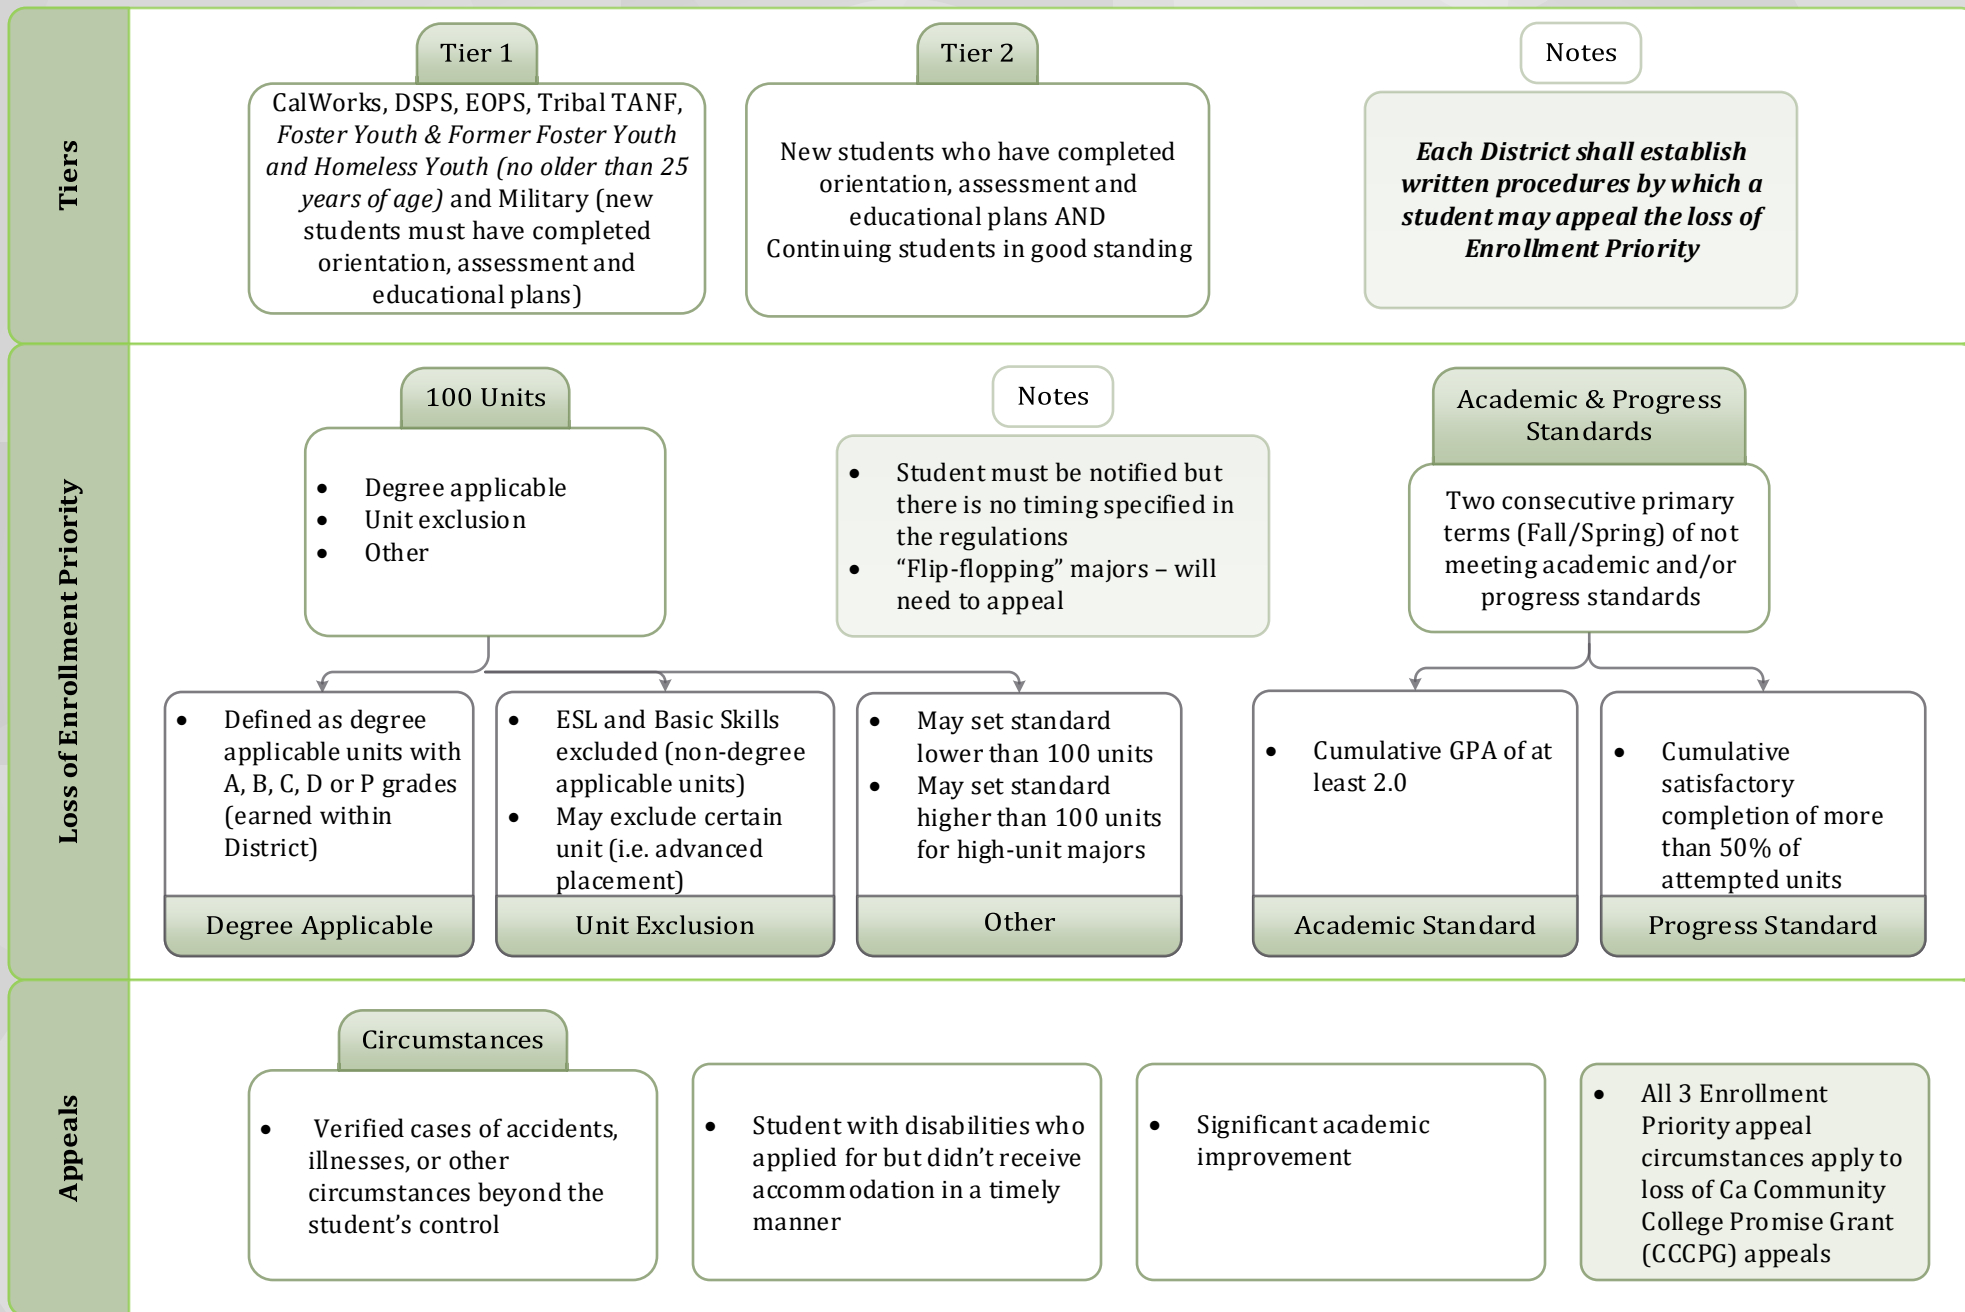 Tiers
Tier 1
CalWorks, DSPS, EOPS, Tribal TANF,
Foster Youth & Former Foster Youth
and Homeless Youth (no older than 25
years of age) and Military (new
students must have completed
orientation, assessment and
educational plans)
Tier 2
New students who have completed
orientation, assessment and
educational plans AND
Continuing students in good standing
Notes
Each District shall establish
written procedures by which a
student may appeal the loss of
Enrollment Priority
Loss of Enrollment Priority
100 Units
• Degree applicable
• Unit exclusion
• Other
Notes
• Student must be notified but
there is no timing specified in
the regulations
• “Flip-flopping” majors – will
need to appeal
Academic & Progress
Standards
Two consecutive primary
terms (Fall/Spring) of not
meeting academic and/or
progress standards
• Defined as degree
applicable units with
A, B, C, D or P grades
(earned within
District)
Degree Applicable
• ESL and Basic Skills
excluded (non-degree
applicable units)
• May exclude certain
unit (i.e. advanced
placement)
Unit Exclusion
• May set standard
lower than 100 units
• May set standard
higher than 100 units
for high-unit majors
Other
• Cumulative GPA of at
least 2.0
Academic Standard
• Cumulative
satisfactory
completion of more
than 50% of
attempted units
Progress Standard
Appeals
Circumstances
• Verified cases of accidents,
illnesses, or other
circumstances beyond the
student’s control
• Student with disabilities who
applied for but didn’t receive
accommodation in a timely
manner
• Significant academic
improvement
• All 3 Enrollment
Priority appeal
circumstances apply to
loss of Ca Community
College Promise Grant
(CCCPG) appeals